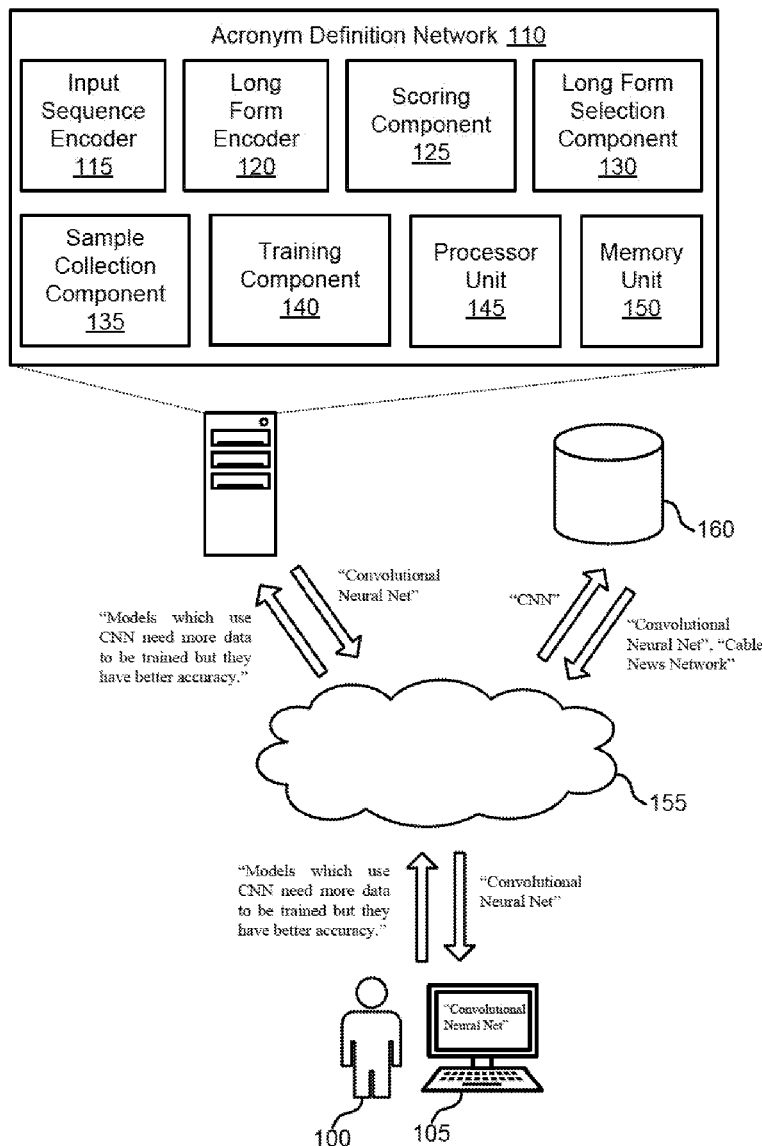 Acronym Definition Network 110
Input
Sequence
Encoder
115
Long
Form
Encoder
120
Scoring
Component
125
Long Form
Selection
Component
130
Sample
Collection
Component
135
Training
Component
140
Processor
Unit
145
Memory
Unit
150
160
“Convolutional
Neural Net”
“Models which use
CNN need more data
to be trained but they
have better accuracy.”
“CNN”
“Convolutional
Neural Net”, “Cable
News Network”
155
“Models which use
CNN need more data
to be trained but they
have better accuracy.”
“Convolutional
Neural Net”
“Convolutional
Neural Net”
100
105